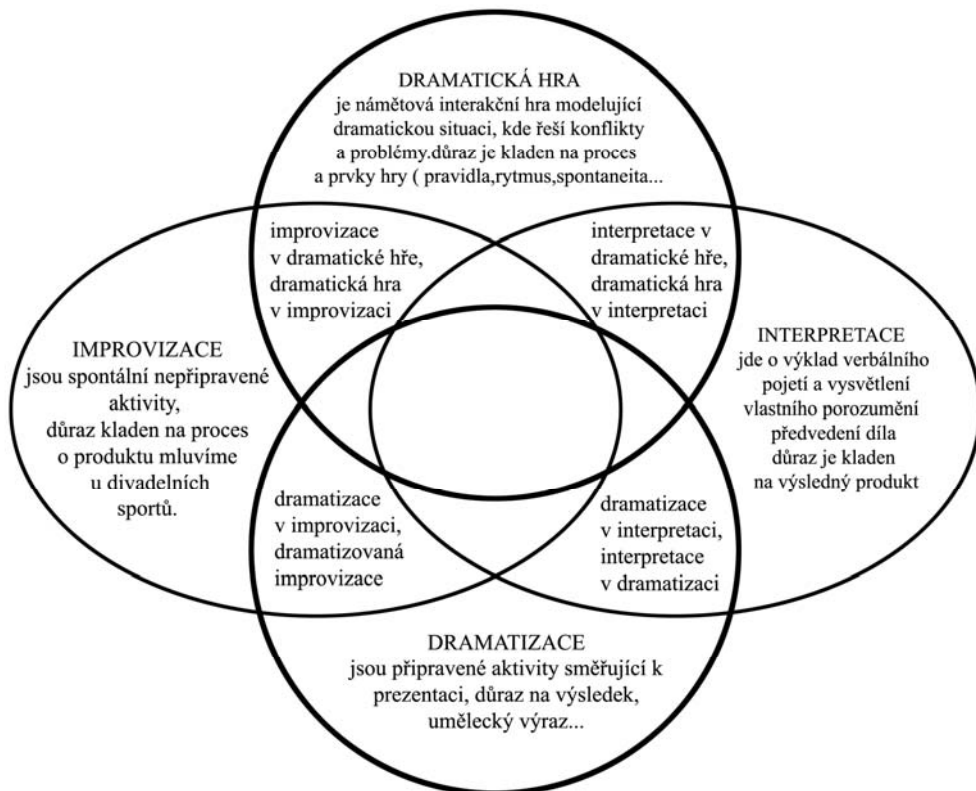 DRAMATICKÁ HRA
je námětová interakční hra modelující
dramatickou situaci, kde řeší konflikty
a problémy.důraz je kladen na proces
a prvky hry ( pravidla,rytmus,spontaneita...
improvizace
v dramatické hře,
dramatická hra
v improvizaci
interpretace v
dramatické hře,
dramatická hra
v interpretaci
IMPROVIZACE
jsou spontální nepřipravené
aktivity,
důraz kladen na proces
o produktu mluvíme
u divadelních
sportů.
INTERPRETACE
jde o výklad verbálního
pojetí a vysvětlení
vlastního porozumění
předvedení díla
důraz je kladen
na výsledný produkt
dramatizace
v improvizaci,
dramatizovaná
improvizace
dramatizace
v interpretaci,
interpretace
v dramatizaci
DRAMATIZACE
jsou připravené aktivity směřující k
prezentaci, důraz na výsledek,
umělecký výraz...